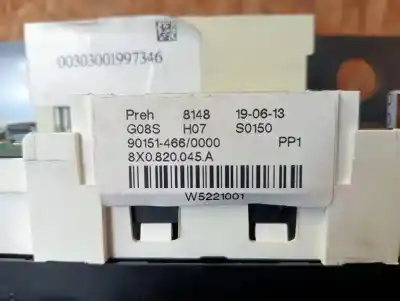 00303001997346
Preh 8148 19-06-13
G08S H07 S0150
90151-466/0000 PP1
8X0.820.045.A
W5221001